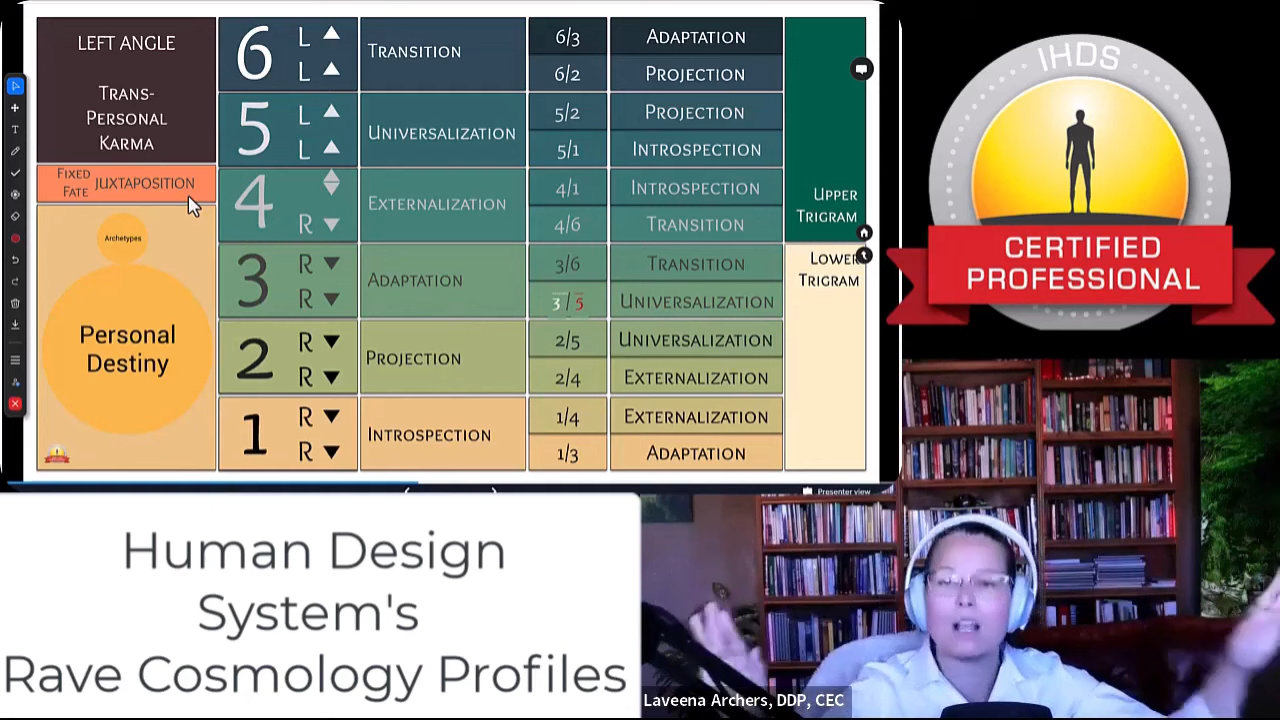 LEFT ANGLE
TRANS-
PERSONAL
KARMA
FIXED
FATE
JUXTAPOSITION
Archetypes
Personal
Destiny
6
L
L
TRANSITION
6/3
ADAPTATION
6/2
PROJECTION
5
L
L
UNIVERSALIZATION
5/2
PROJECTION
5/1
INTROSPECTION
4
R
EXTERNALIZATION
4/1
INTROSPECTION
4/6
TRANSITION
3
R
R
ADAPTATION
3/6
TRANSITION
3/5
UNIVERSALIZATION
2
R
R
PROJECTION
2/5
UNIVERSALIZATION
2/4
EXTERNALIZATION
1
R
R
INTROSPECTION
1/4
EXTERNALIZATION
1/3
ADAPTATION
UPPER
TRIGRAM
LOWER
TRIGRAM
Presenter view
IHDS
CERTIFIED
PROFESSIONAL
Human Design
System's
Rave Cosmology Profiles
Laveena Archers, DDP, CEC